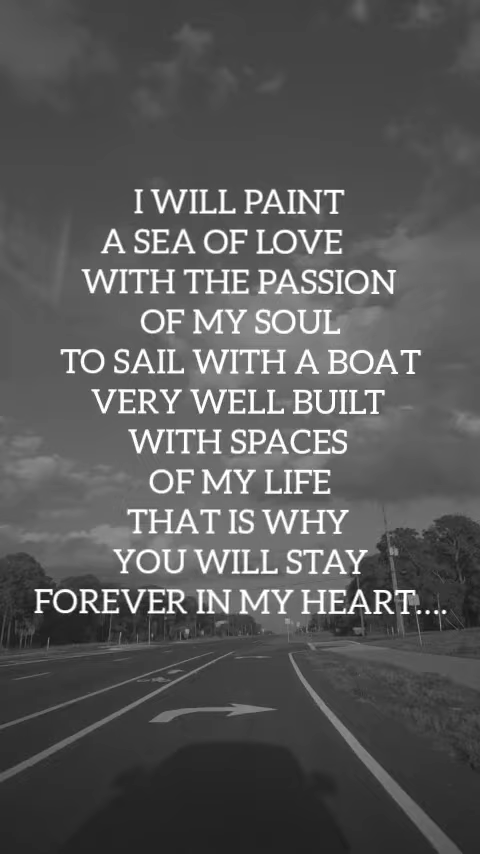 I WILL PAINT
A SEA OF LOVE
WITH THE PASSION
OF MY SOUL
TO SAIL WITH A BOAT
VERY WELL BUILT
WITH SPACES
OF MY LIFE
THAT IS WHY
YOU WILL STAY
FOREVER IN MY HEART....